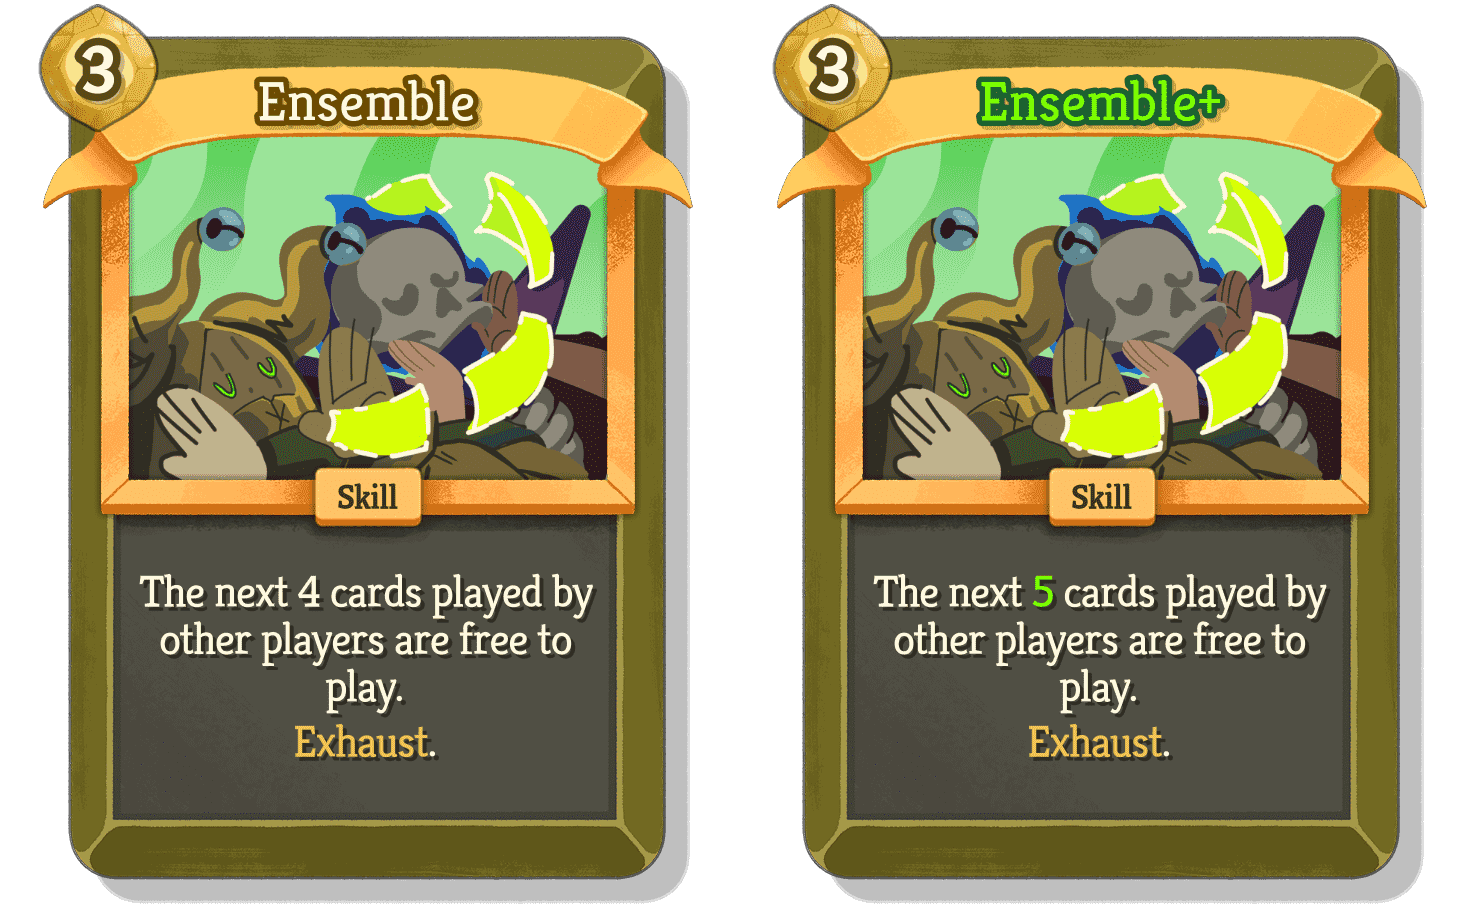 3
Ensemble
Skill
The next 4 cards played by
other players are free to
play.
Exhaust.
3
Ensemble+
Skill
The next 5 cards played by
other players are free to
play.
Exhaust.